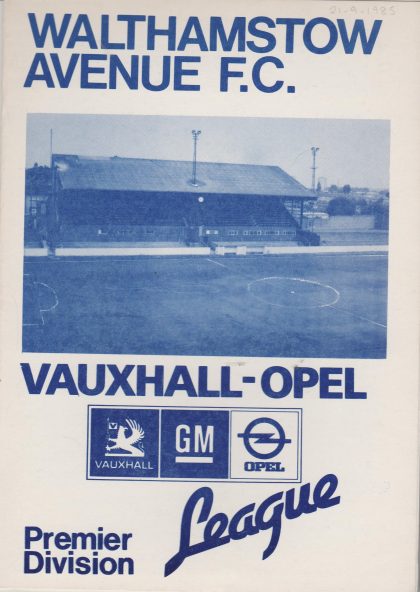 21-9-1985
WALTHAMSTOW
AVENUE F.C.
VAUXHALL-OPEL
VAUXHALL
GM
OPEL
League
Premier
Division